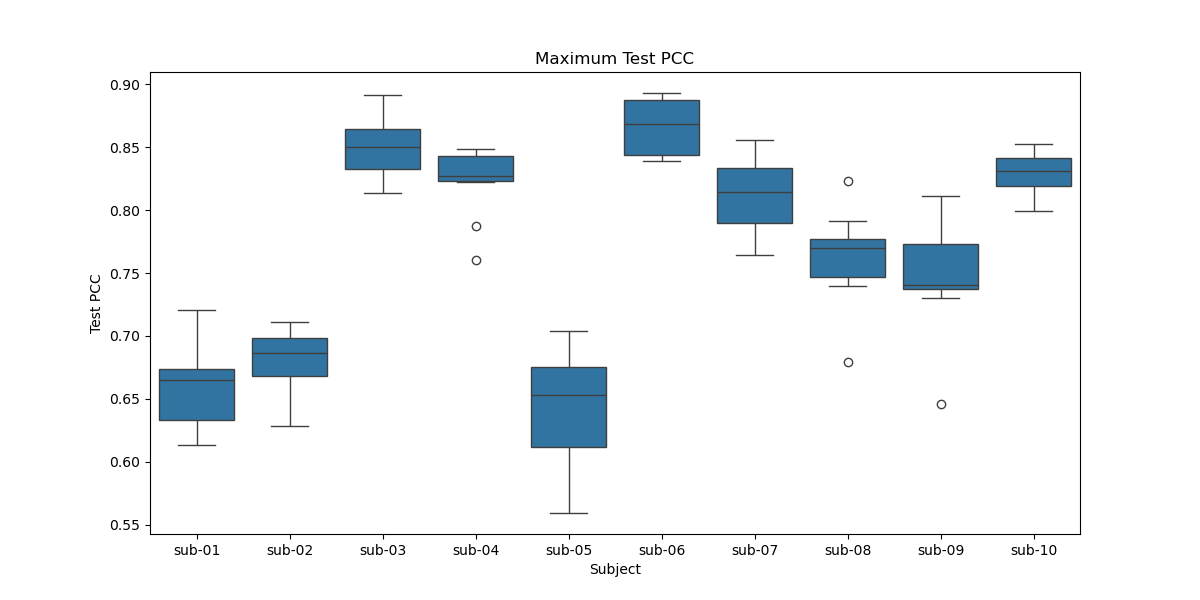 Maximum Test PCC
0.90
0.85
0.80
0.75
0.70
0.65
0.60
0.55
Test PCC
sub-01 sub-02 sub-03 sub-04 sub-05 sub-06 sub-07 sub-08 sub-09 sub-10
Subject